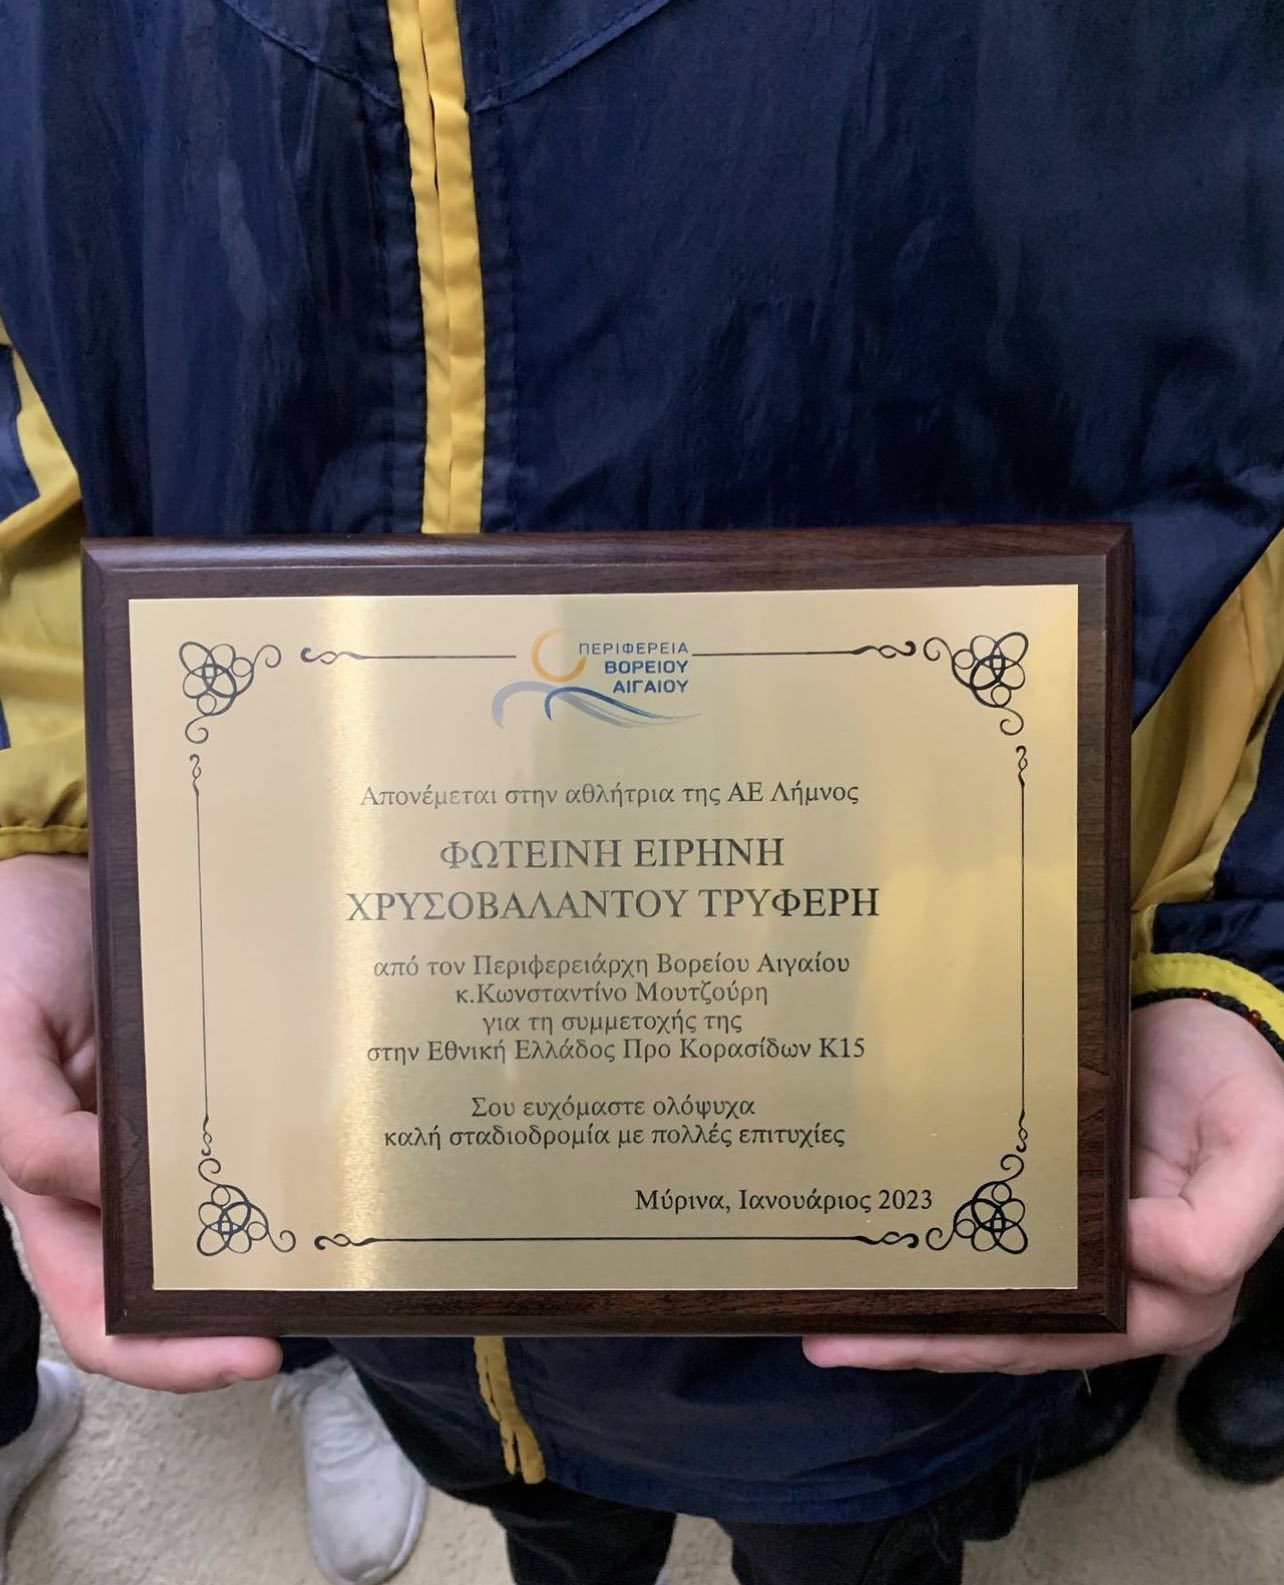 ΠΕΡΙΦΕΡΕΙΑ
ΒΟΡΕΙΟΥ
ΑΙΓΑΙΟΥ
Απονέμεται στην αθλήτρια της ΑΕ Λήμνος
ΦΩΤΕΙΝΗ ΕΙΡΗΝΗ
ΧΡΥΣΟΒΑΛΑΝΤΟΥ ΤΡΥΦΕΡΗ
από τον Περιφερειάρχη Βορείου Αιγαίου
κ.Κωνσταντίνο Μουτζούρη
για τη συμμετοχής της
στην Εθνική Ελλάδος Προ Κορασίδων Κ15
Σου ευχόμαστε ολόψυχα
καλή σταδιοδρομία με πολλές επιτυχίες
Μύρινα, Ιανουάριος 2023